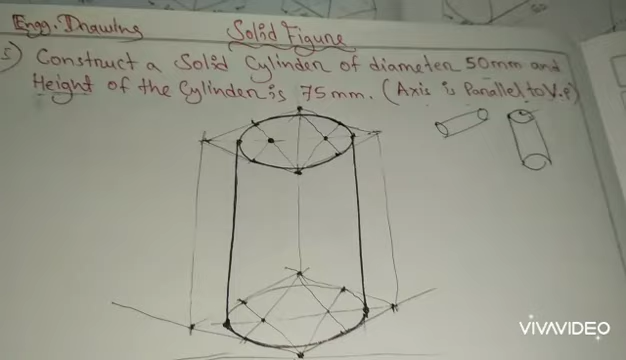 Engg. Drawing
Solid Figure
5) Construct a Solid Cylinder of diameter 50mm and
Height of the Cylinder is 75mm. (Axis is Parallel to V.P)
VIVAVIDEO